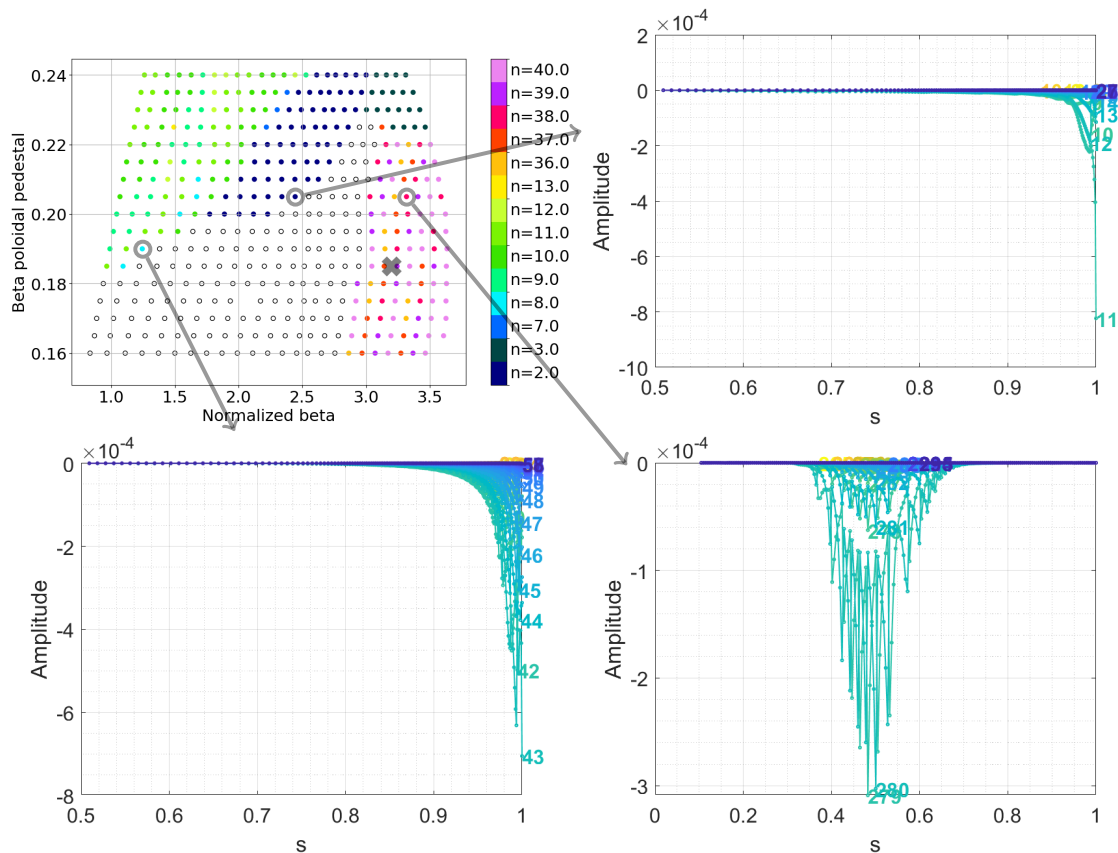 0.24
0.22
0.20
0.18
0.16
Beta poloidal pedestal
1.0 1.5 2.0 2.5 3.0 3.5
Normalized beta
n=40.0
n=39.0
n=38.0
n=37.0
n=36.0
n=13.0
n=12.0
n=11.0
n=10.0
n=9.0
n=8.0
n=7.0
n=3.0
n=2.0
×10⁻⁴
2
0
-2
-4
-6
-8
-10
Amplitude
13
10
12
11
0.5 0.6 0.7 0.8 0.9 1
s
×10⁻⁴
0
-2
-4
-6
-8
Amplitude
48
47
46
45
44
42
43
0.5 0.6 0.7 0.8 0.9 1
s
×10⁻⁴
0
-1
-2
-3
Amplitude
281
280
279
0 0.2 0.4 0.6 0.8 1
s